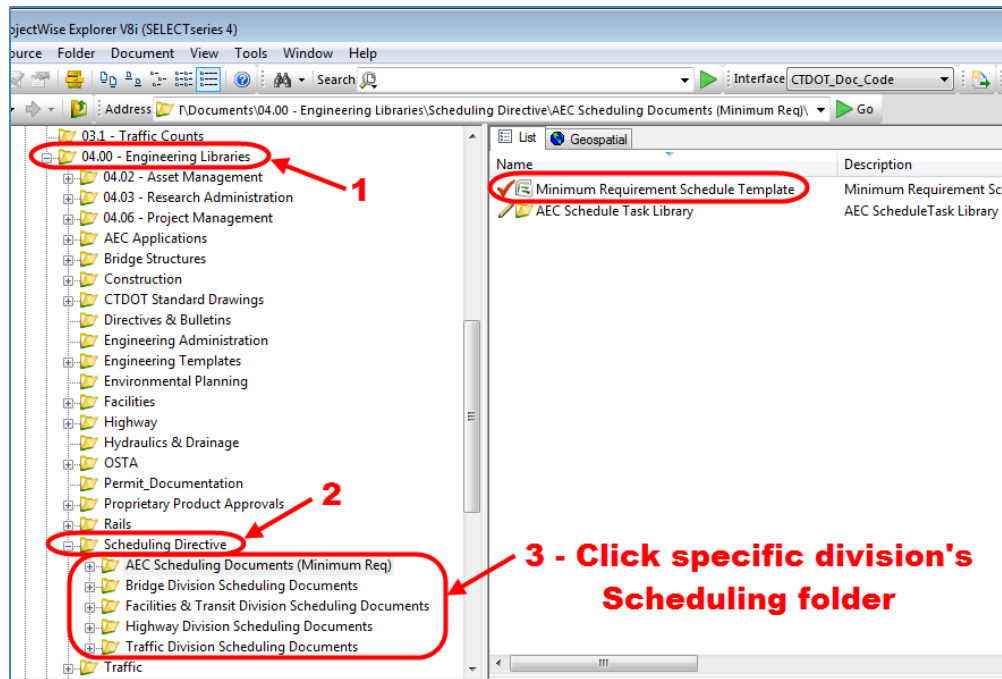 ojectWise Explorer V8i (SELECTseries 4)
ource Folder Document View Tools Window Help
Search Interface CTDOT_Doc_Code
Address I\Documents\04.00 - Engineering Libraries\Scheduling Directive\AEC Scheduling Documents (Minimum Req)\ Go
03.1 - Traffic Counts
04.00 - Engineering Libraries
1
04.02 - Asset Management
04.03 - Research Administration
04.06 - Project Management
AEC Applications
Bridge Structures
Construction
CTDOT Standard Drawings
Directives & Bulletins
Engineering Administration
Engineering Templates
Environmental Planning
Facilities
Highway
Hydraulics & Drainage
OSTA
Permit_Documentation
Proprietary Product Approvals
2
Rails
Scheduling Directive
AEC Scheduling Documents (Minimum Req)
Bridge Division Scheduling Documents
Facilities & Transit Division Scheduling Documents
Highway Division Scheduling Documents
Traffic Division Scheduling Documents
Traffic
List Geospatial
Name Description
Minimum Requirement Schedule Template Minimum Requirement Sc
AEC Schedule Task Library AEC ScheduleTask Library
3 - Click specific division's
Scheduling folder